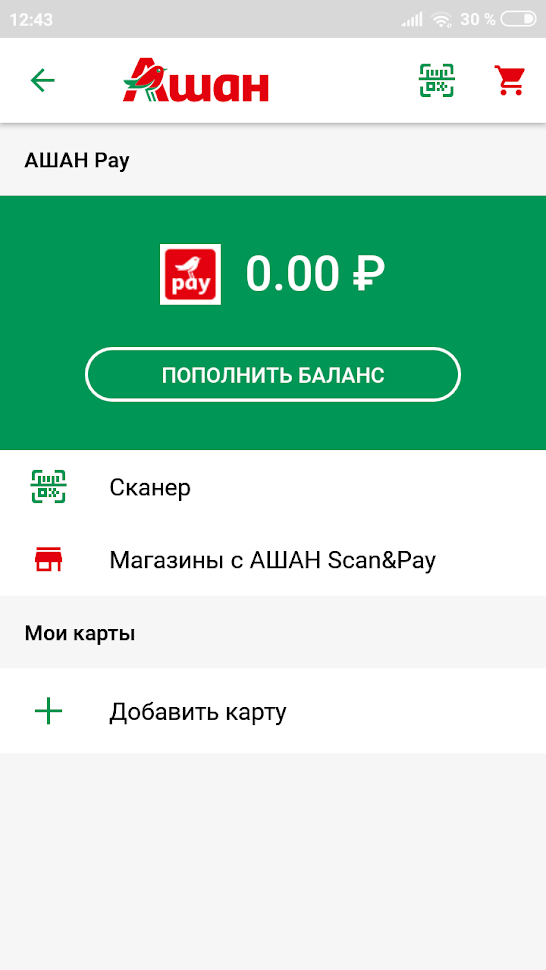 12:43 30 %
АШАН
АШАН Pay
pay 0.00 ₽
ПОПОЛНИТЬ БАЛАНС
Сканер
Магазины с АШАН Scan&Pay
Мои карты
Добавить карту